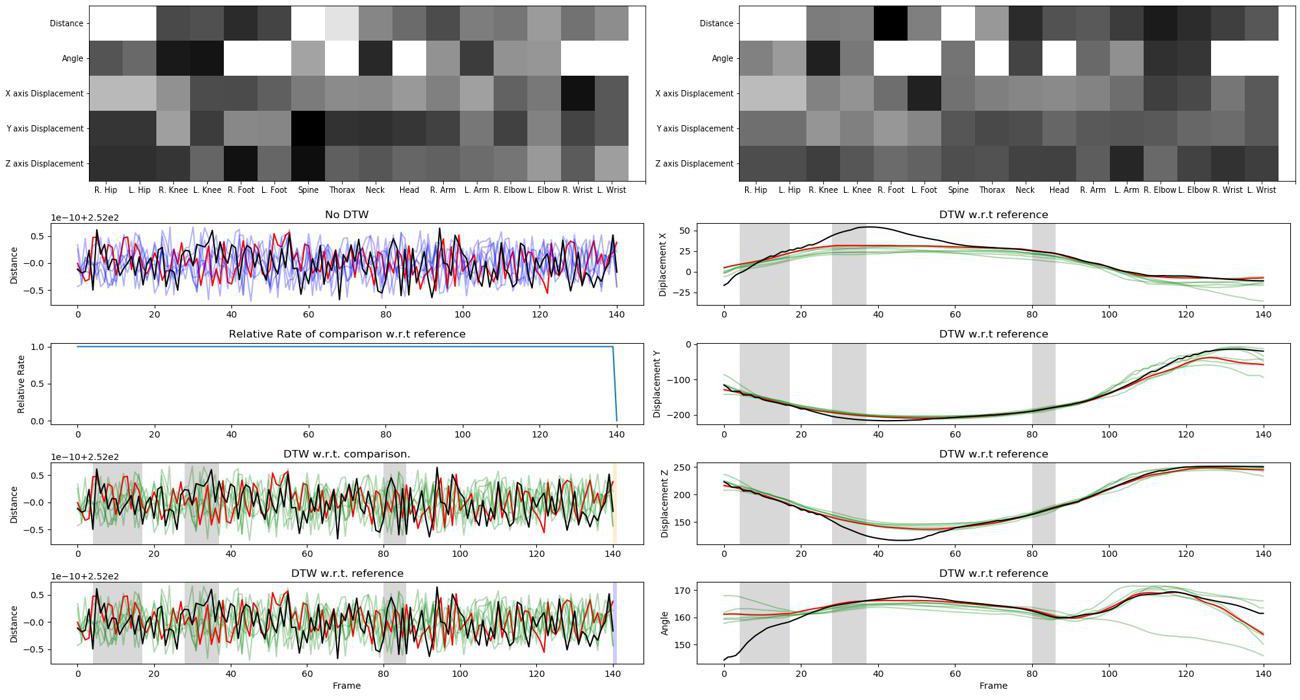 Distance
Angle
X axis Displacement
Y axis Displacement
Z axis Displacement
R. Hip L. Hip R. Knee L. Knee R. Foot L. Foot Spine Thorax Neck Head R. Arm L. Arm R. Elbow L. Elbow R. Wrist L. Wrist
Distance
Angle
X axis Displacement
Y axis Displacement
Z axis Displacement
R. Hip L. Hip R. Knee L. Knee R. Foot L. Foot Spine Thorax Neck Head R. Arm L. Arm R. Elbow L. Elbow R. Wrist L. Wrist
No DTW
1e−10+2.52e2
Distance
0.5
−0.0
−0.5
0 20 40 60 80 100 120 140
Relative Rate of comparison w.r.t reference
Relative Rate
1.0
0.5
0.0
0 20 40 60 80 100 120 140
DTW w.r.t. comparison.
1e−10+2.52e2
Distance
0.5
−0.0
−0.5
0 20 40 60 80 100 120 140
DTW w.r.t. reference
1e−10+2.52e2
Distance
0.5
−0.0
−0.5
0 20 40 60 80 100 120 140
Frame
DTW w.r.t reference
Diplacement X
50
25
0
−25
0 20 40 60 80 100 120 140
DTW w.r.t reference
Displacement Y
0
−100
−200
0 20 40 60 80 100 120 140
DTW w.r.t reference
Displacement Z
250
200
150
0 20 40 60 80 100 120 140
DTW w.r.t reference
Angle
170
160
150
0 20 40 60 80 100 120 140
Frame